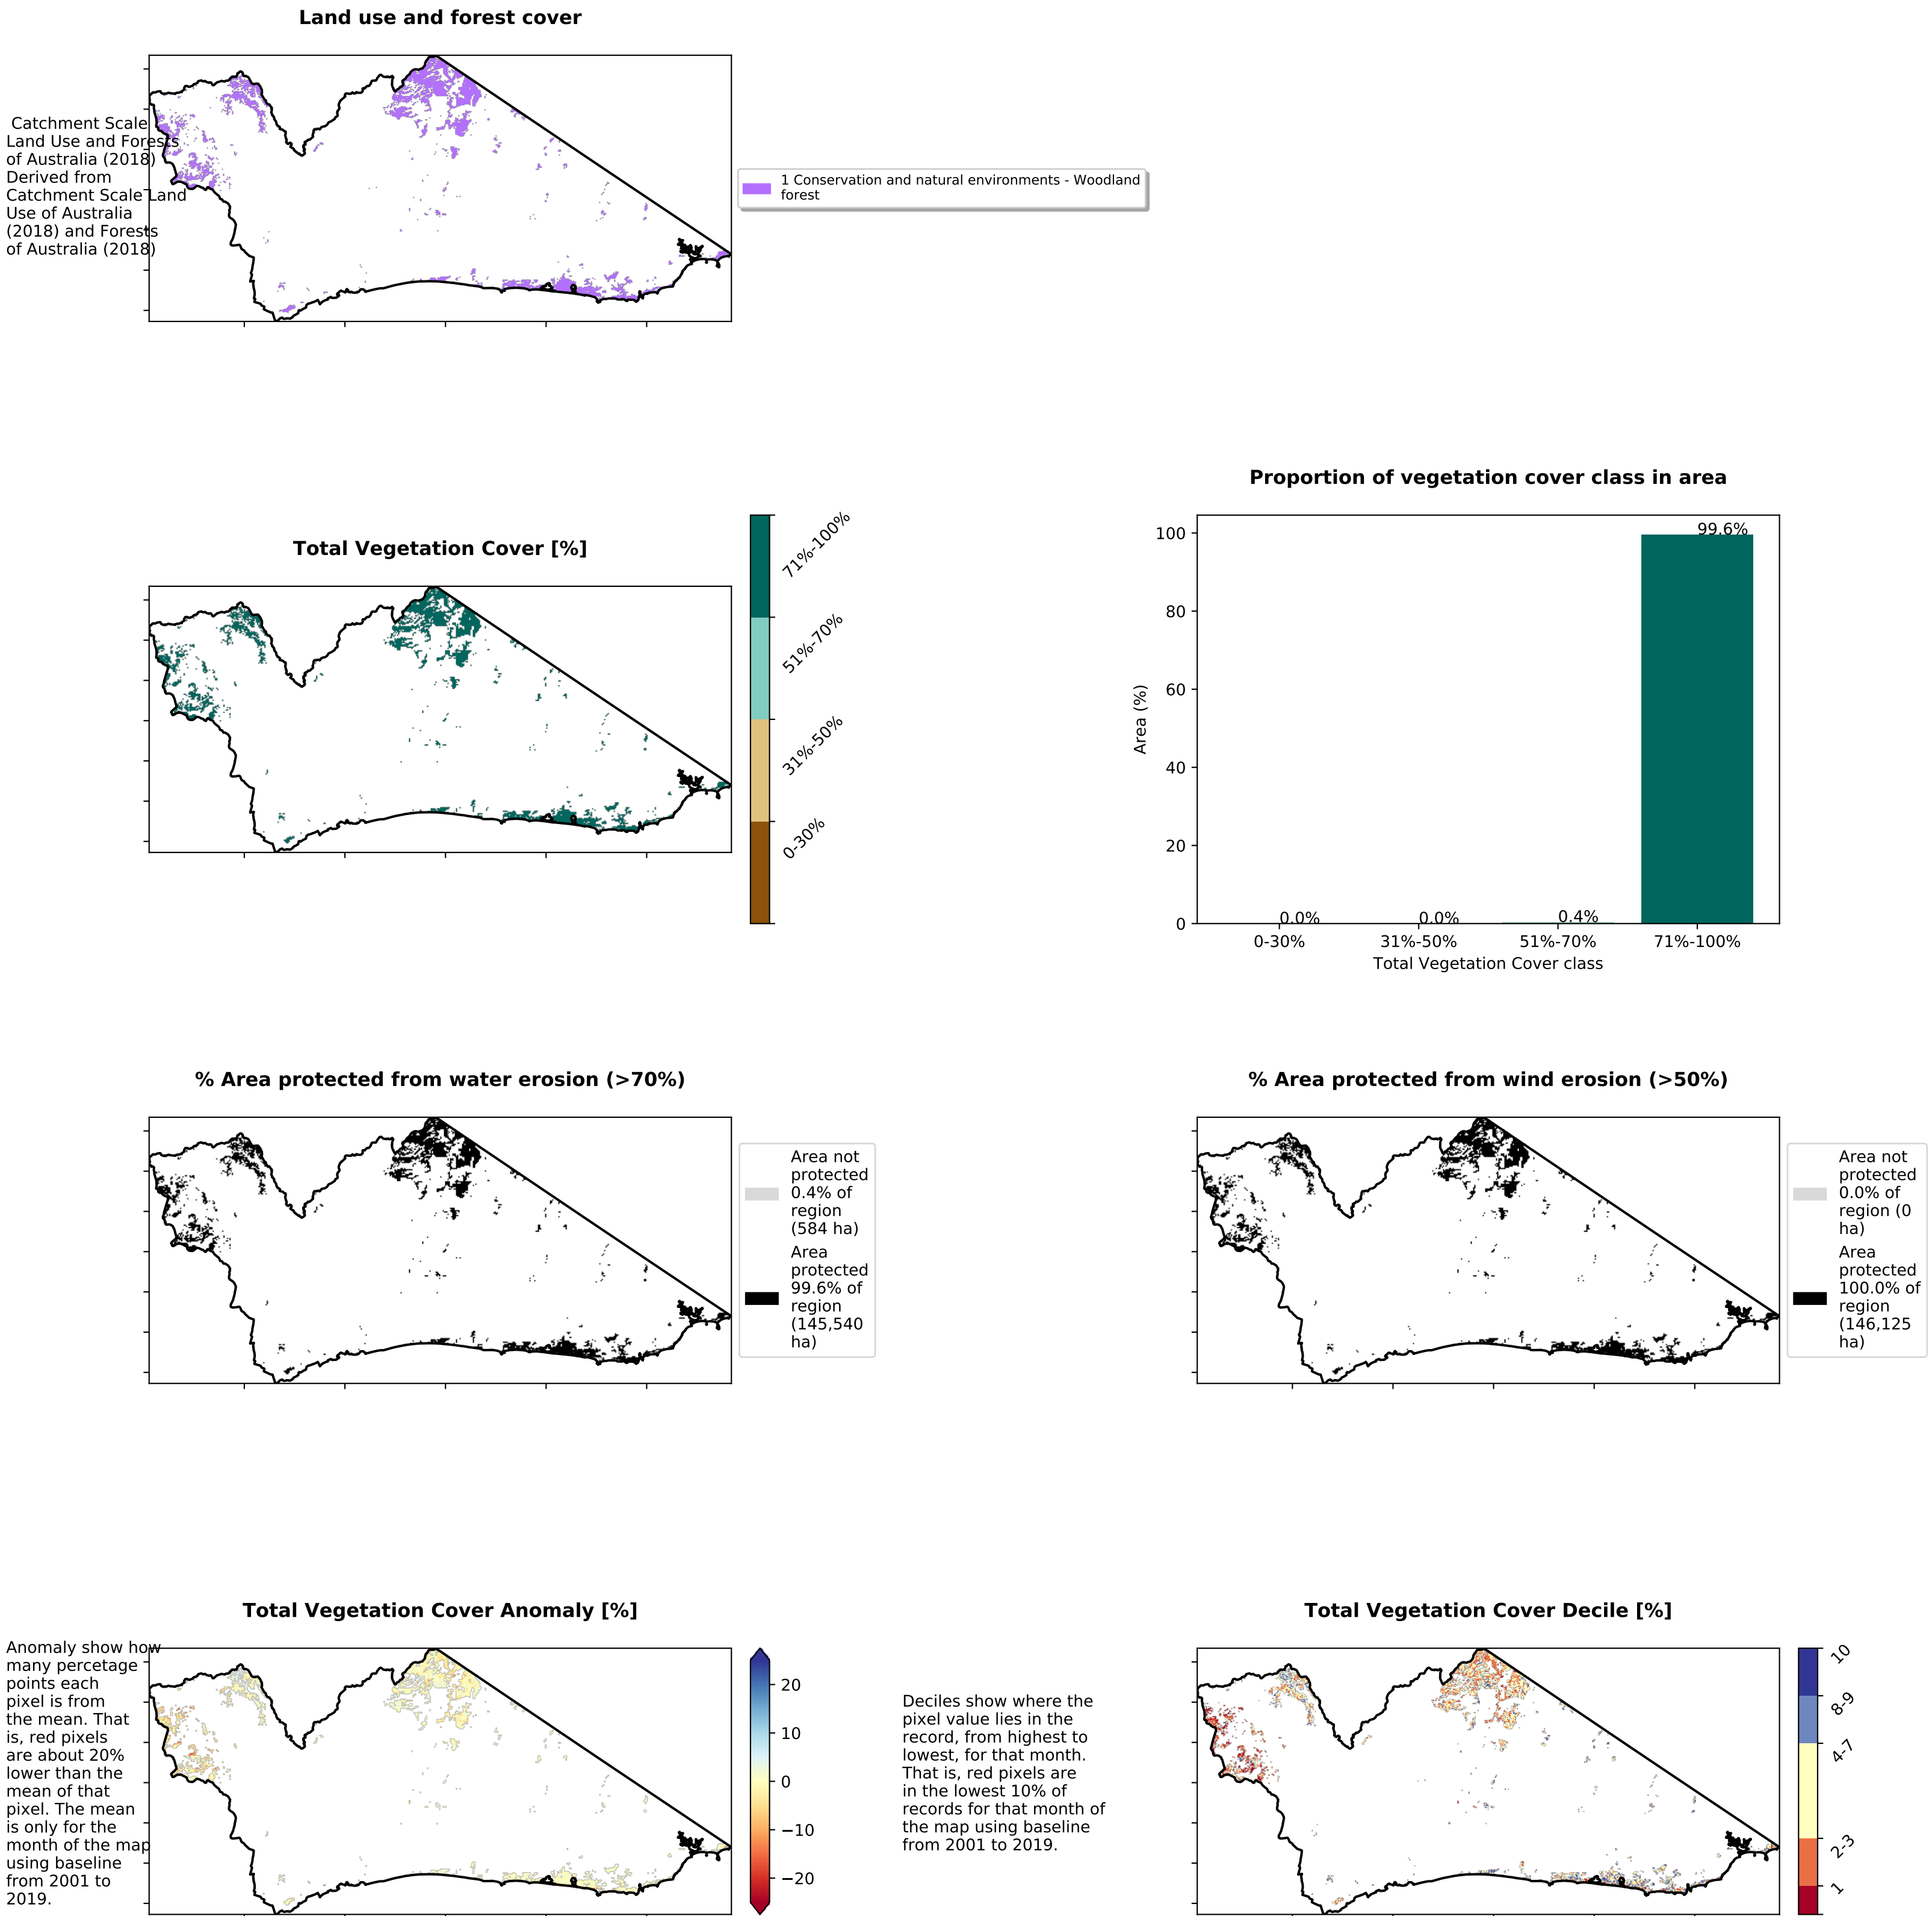 Land use and forest cover
Catchment Scale
Land Use and Forests
of Australia (2018)
Derived from
Catchment Scale Land
Use of Australia
(2018) and Forests
of Australia (2018)
1 Conservation and natural environments - Woodland
forest
Total Vegetation Cover [%]
71%-100%
51%-70%
31%-50%
0-30%
Proportion of vegetation cover class in area
100
80
60
40
20
0
Area (%)
0.0%
0.0%
0.4%
99.6%
0-30%
31%-50%
51%-70%
71%-100%
Total Vegetation Cover class
% Area protected from water erosion (>70%)
Area not
protected
0.4% of
region
(584 ha)
Area
protected
99.6% of
region
(145,540
ha)
% Area protected from wind erosion (>50%)
Area not
protected
0.0% of
region (0
ha)
Area
protected
100.0% of
region
(146,125
ha)
Total Vegetation Cover Anomaly [%]
Anomaly show how
many percetage
points each
pixel is from
the mean. That
is, red pixels
are about 20%
lower than the
mean of that
pixel. The mean
is only for the
month of the map
using baseline
from 2001 to
2019.
20
10
0
−10
−20
Total Vegetation Cover Decile [%]
Deciles show where the
pixel value lies in the
record, from highest to
lowest, for that month.
That is, red pixels are
in the lowest 10% of
records for that month of
the map using baseline
from 2001 to 2019.
10
8-9
4-7
2-3
1